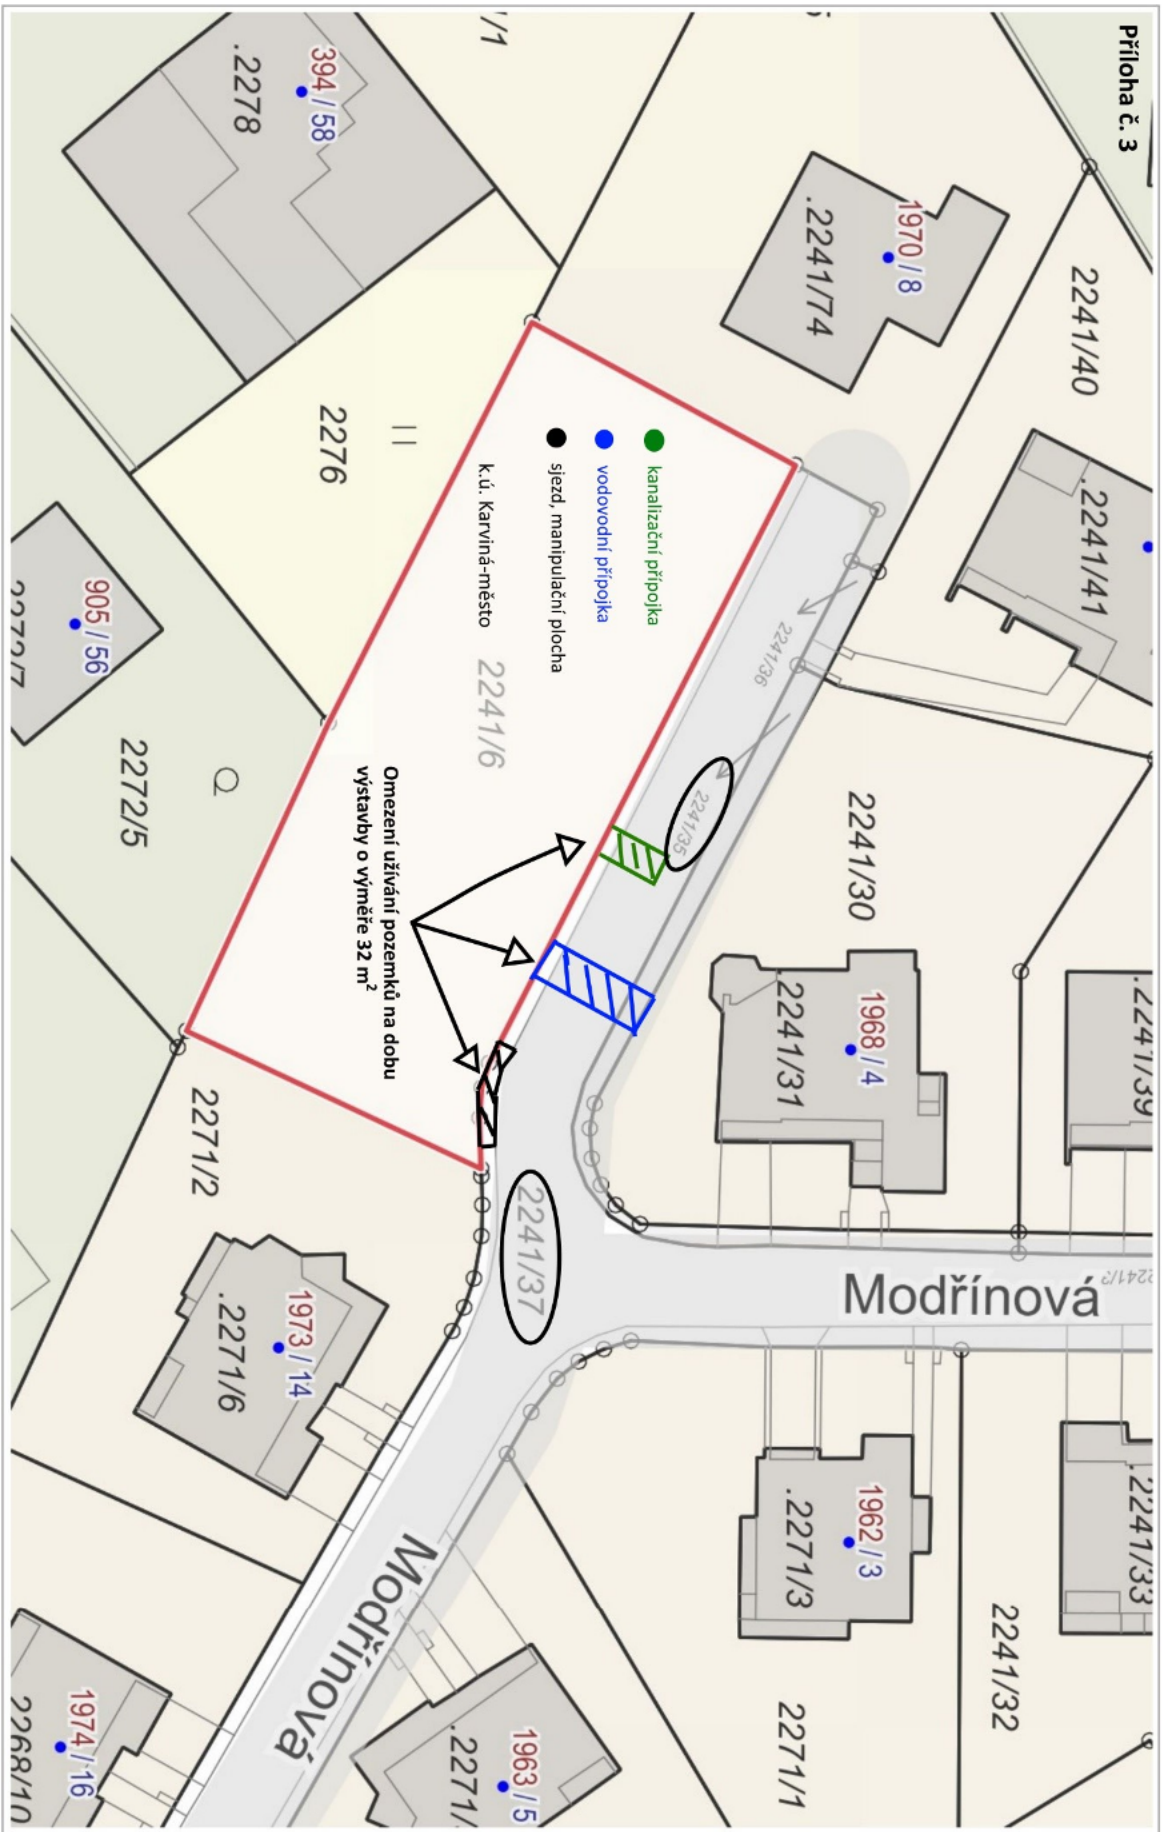 Příloha č. 3
2241/40
.2241/41
1970 / 8
.2241/74
394 / 58
.2278
2276
kanalizační přípojka
vodovodní přípojka
sjezd, manipulační plocha
k.ú. Karviná-město
2241/6
2241/36
2241/35
2241/30
905 / 56
2272/5
Omezení užívání pozemků na dobu
výstavby o výměře 32 m²
1968 / 4
2241/31
2241/37
Modřínová
2271/2
1973 / 14
.2271/6
1962 / 3
.2271/3
2241/32
2271/1
Modřínová
1963 / 5
1974 / 16